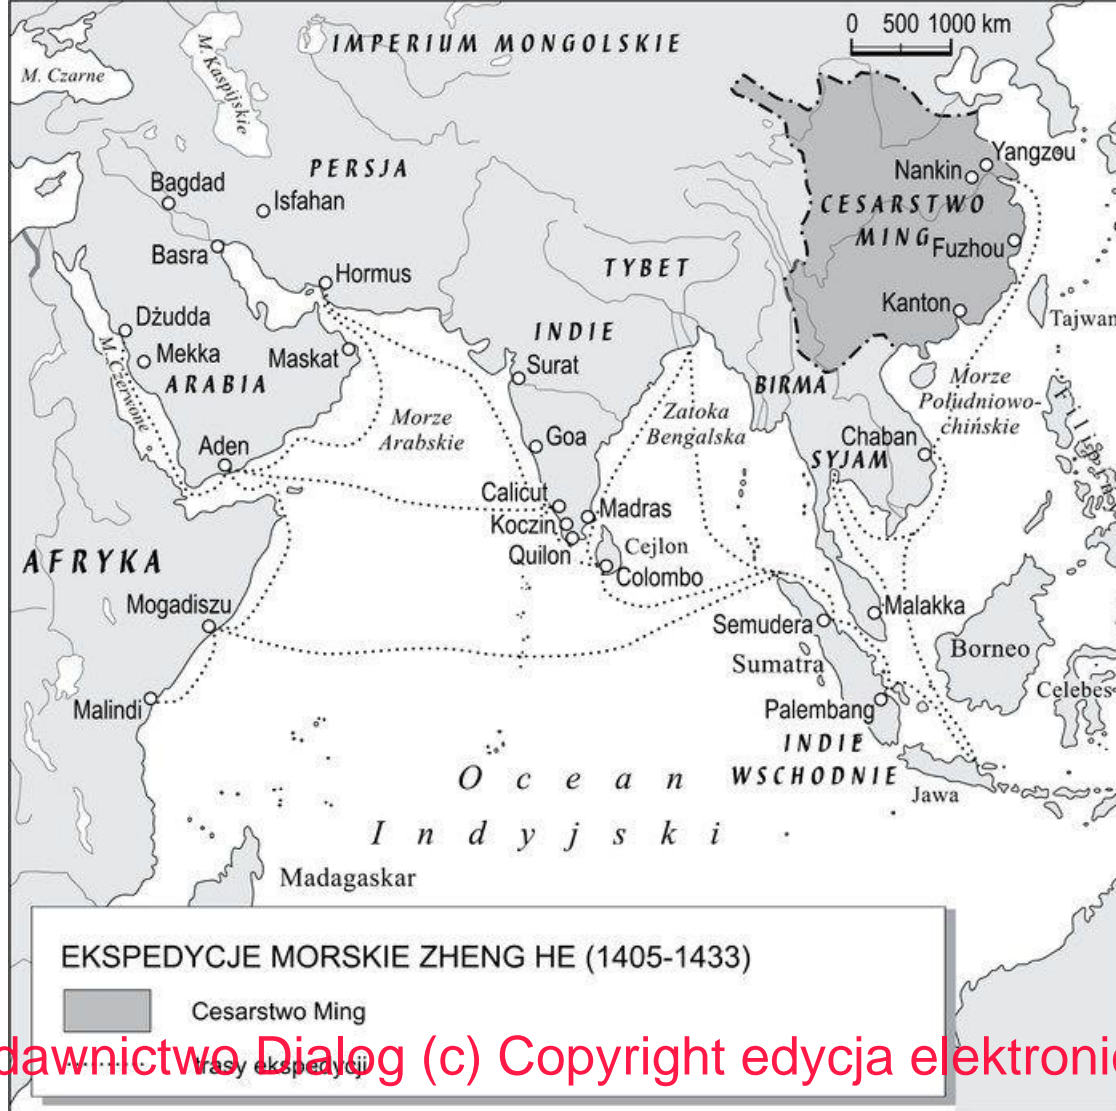 0 500 1000 km
IMPERIUM MONGOLSKIE
M. Czarne
M. Kaspijskie
PERSJA
Bagdad
Isfahan
Basra
Hormus
Yangzou
Nankin
CESARSTWO
MING
Fuzhou
TYBET
Kanton
Tajwan
Dżudda
Mekka
M. Czerwone
ARABIA
Maskat
INDIE
Surat
BIRMA
Morze
Południowo-
chińskie
Morze
Arabskie
Zatoka
Bengalska
Goa
Aden
Chaban
SYJAM
Calicut
Koczin
Quilon
Madras
Cejlon
Colombo
AFRYKA
Mogadiszu
Malindi
Malakka
Semudera
Sumatra
Borneo
Celebes
Palembang
INDIE
WSCHODNIE
Jawa
Ocean
Indyjski
Madagaskar
EKSPEDYCJE MORSKIE ZHENG HE (1405-1433)
Cesarstwo Ming
trasy ekspedycji
dawnictwo Dialog (c) Copyright edycja elektroni